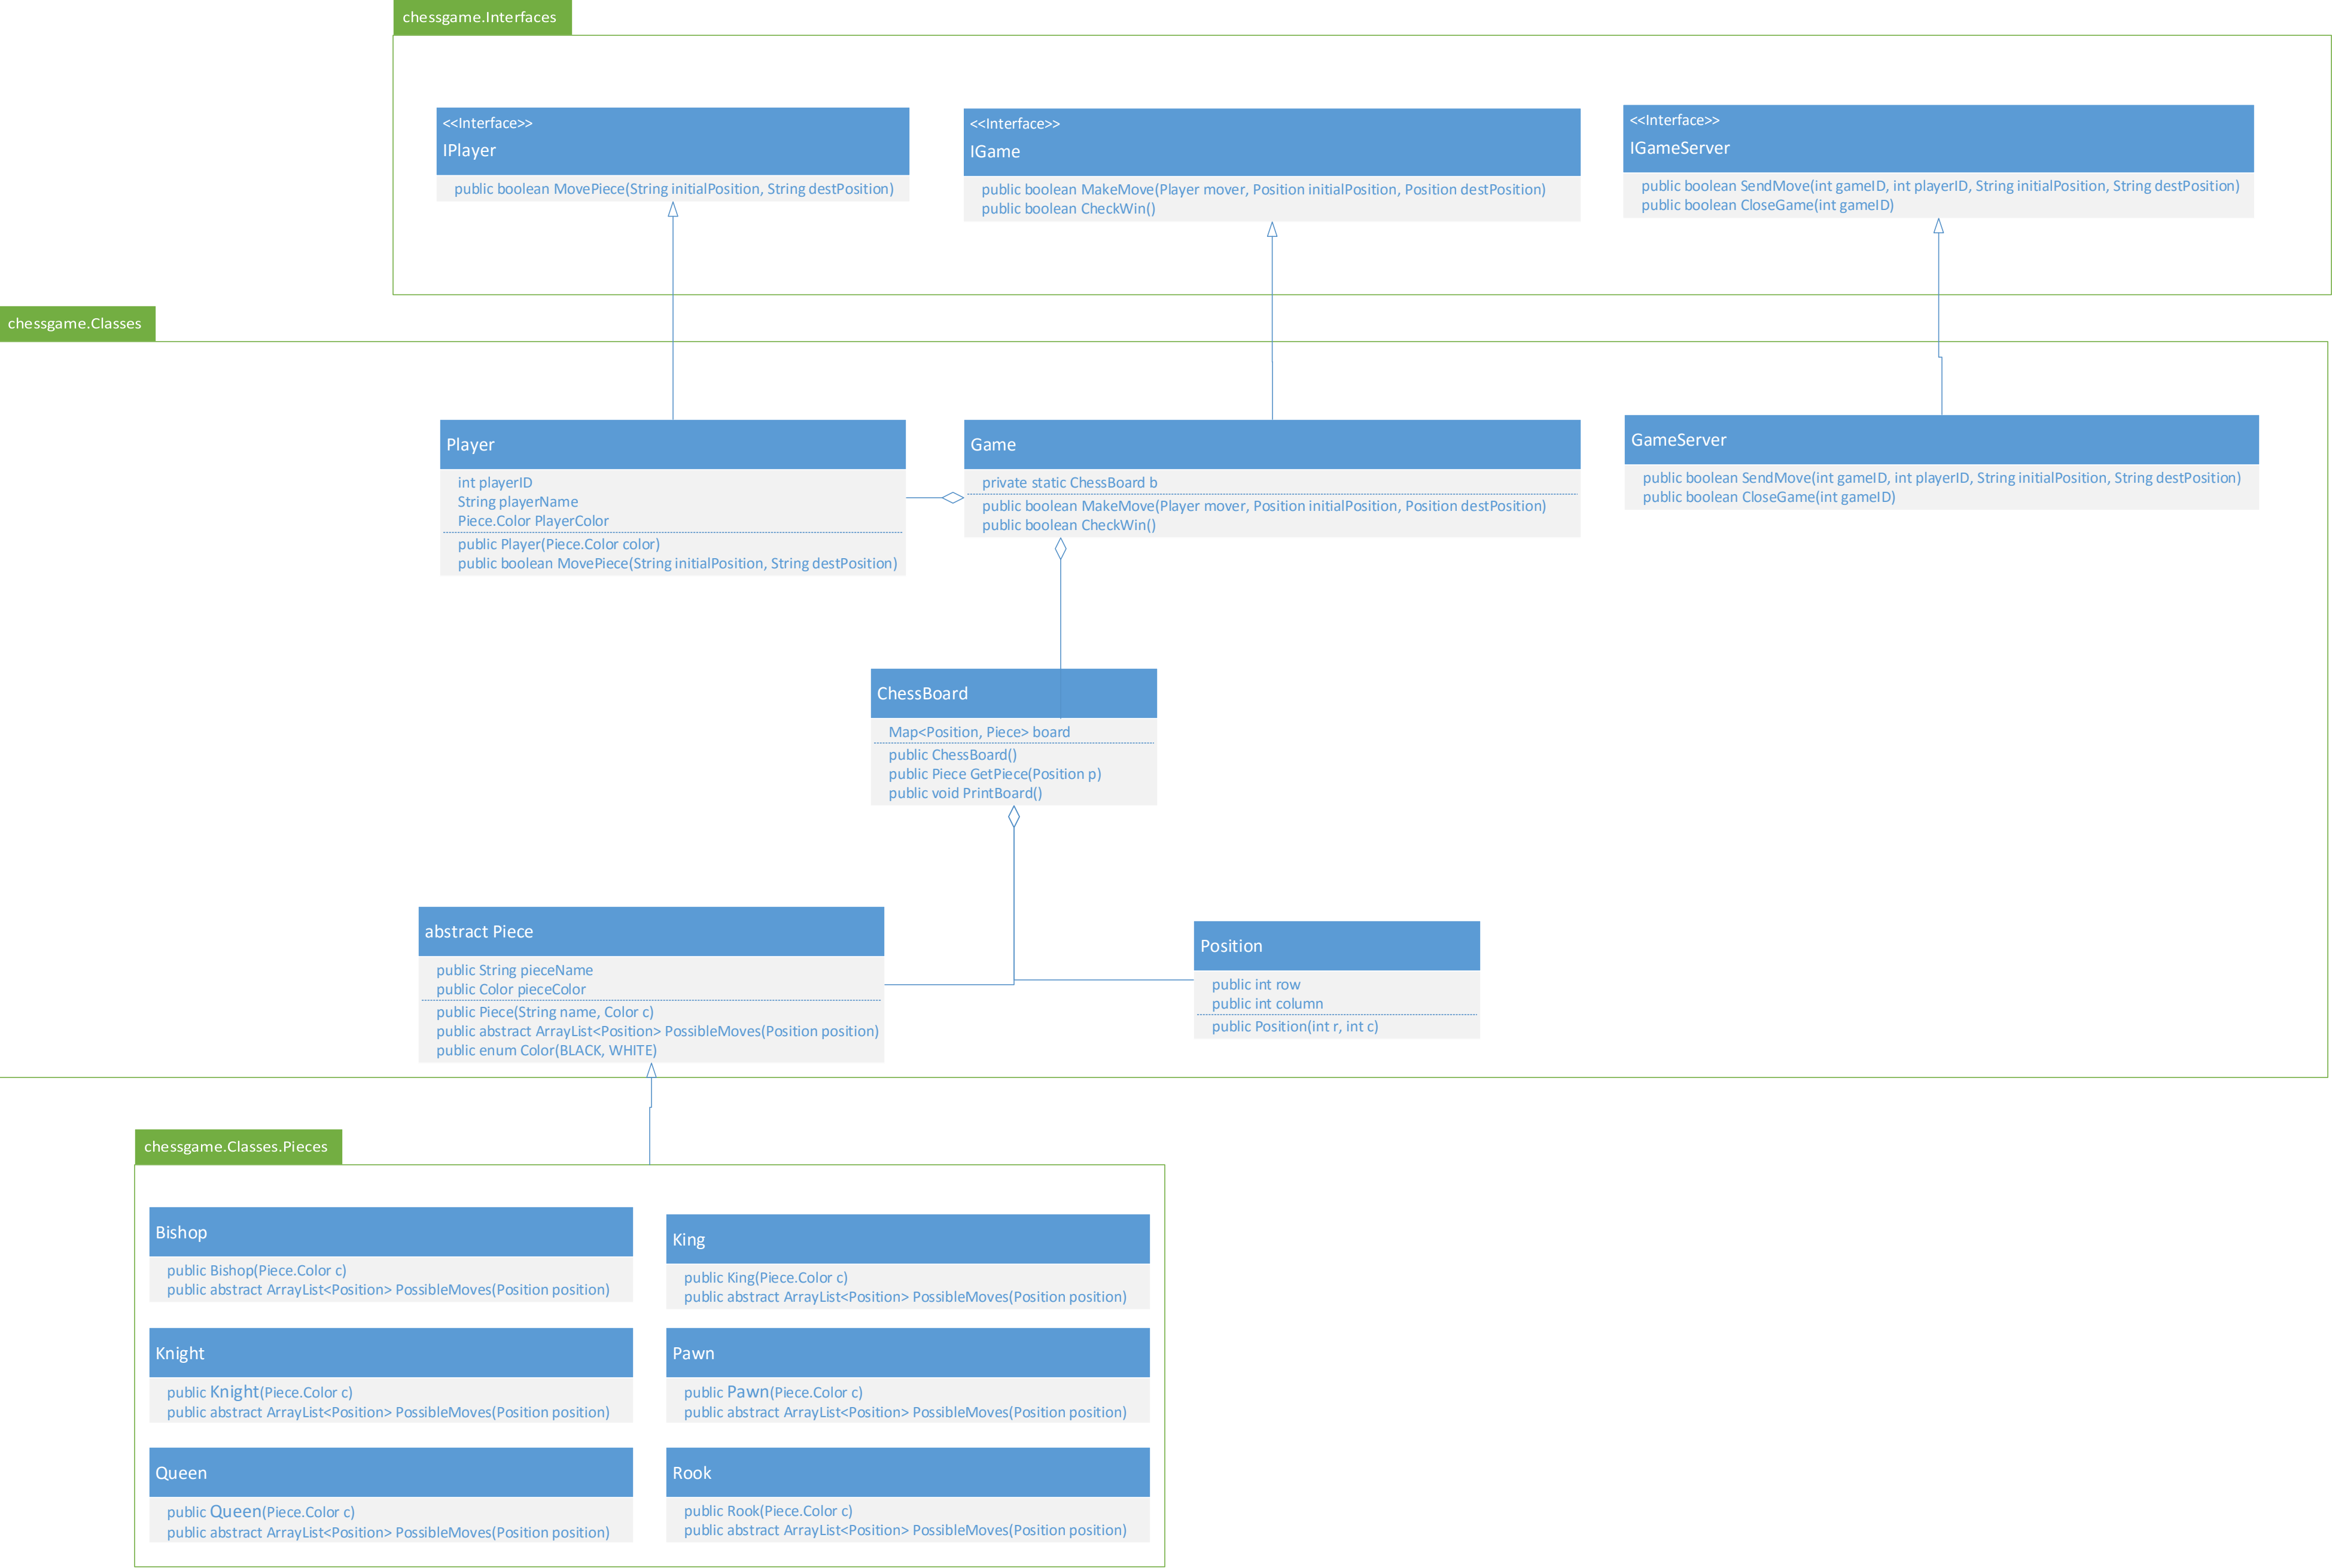 chessgame.Interfaces
<<Interface>>
IPlayer
public boolean MovePiece(String initialPosition, String destPosition)
<<Interface>>
IGame
public boolean MakeMove(Player mover, Position initialPosition, Position destPosition)
public boolean CheckWin()
<<Interface>>
IGameServer
public boolean SendMove(int gameID, int playerID, String initialPosition, String destPosition)
public boolean CloseGame(int gameID)
chessgame.Classes
Player
int playerID
String playerName
Piece.Color PlayerColor
public Player(Piece.Color color)
public boolean MovePiece(String initialPosition, String destPosition)
Game
private static ChessBoard b
public boolean MakeMove(Player mover, Position initialPosition, Position destPosition)
public boolean CheckWin()
GameServer
public boolean SendMove(int gameID, int playerID, String initialPosition, String destPosition)
public boolean CloseGame(int gameID)
ChessBoard
Map<Position, Piece> board
public ChessBoard()
public Piece GetPiece(Position p)
public void PrintBoard()
abstract Piece
public String pieceName
public Color pieceColor
public Piece(String name, Color c)
public abstract ArrayList<Position> PossibleMoves(Position position)
public enum Color(BLACK, WHITE)
Position
public int row
public int column
public Position(int r, int c)
chessgame.Classes.Pieces
Bishop
public Bishop(Piece.Color c)
public abstract ArrayList<Position> PossibleMoves(Position position)
King
public King(Piece.Color c)
public abstract ArrayList<Position> PossibleMoves(Position position)
Knight
public Knight(Piece.Color c)
public abstract ArrayList<Position> PossibleMoves(Position position)
Pawn
public Pawn(Piece.Color c)
public abstract ArrayList<Position> PossibleMoves(Position position)
Queen
public Queen(Piece.Color c)
public abstract ArrayList<Position> PossibleMoves(Position position)
Rook
public Rook(Piece.Color c)
public abstract ArrayList<Position> PossibleMoves(Position position)